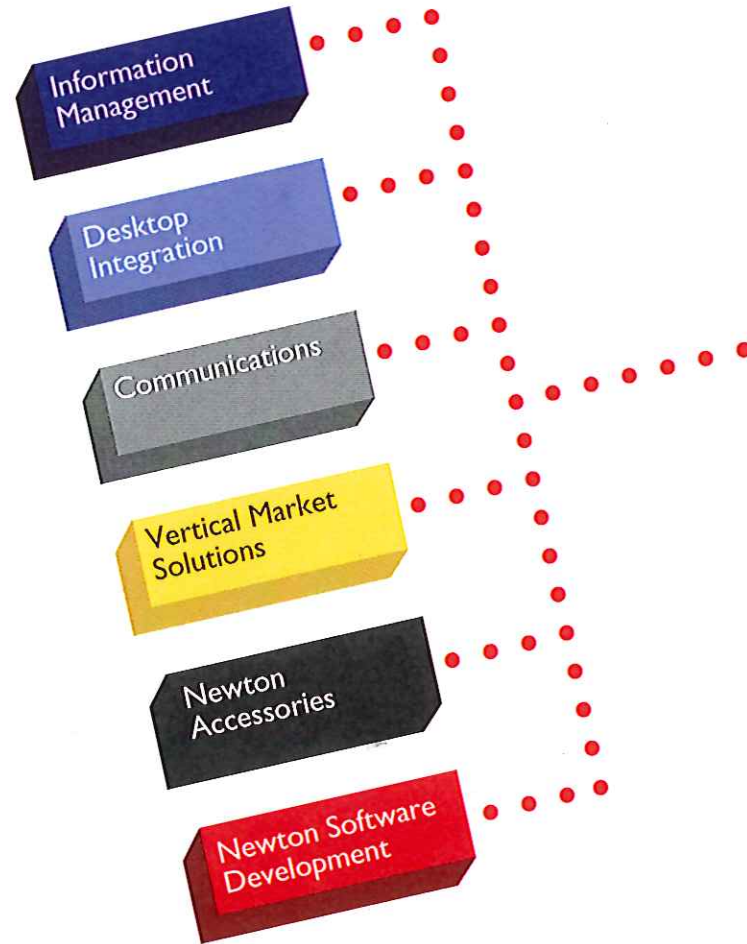 Information
Management
Desktop
Integration
Communications
Vertical Market
Solutions
Newton
Accessories
Newton Software
Development